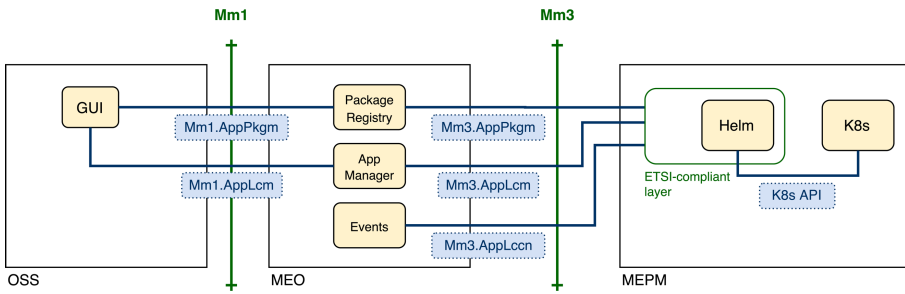 Mm1
Mm3
GUI
Package
Registry
Helm
K8s
Mm1.AppPkgm
Mm3.AppPkgm
App
Manager
ETSI-compliant
layer
Mm1.AppLcm
Mm3.AppLcm
K8s API
Events
Mm3.AppLccn
OSS
MEO
MEPM